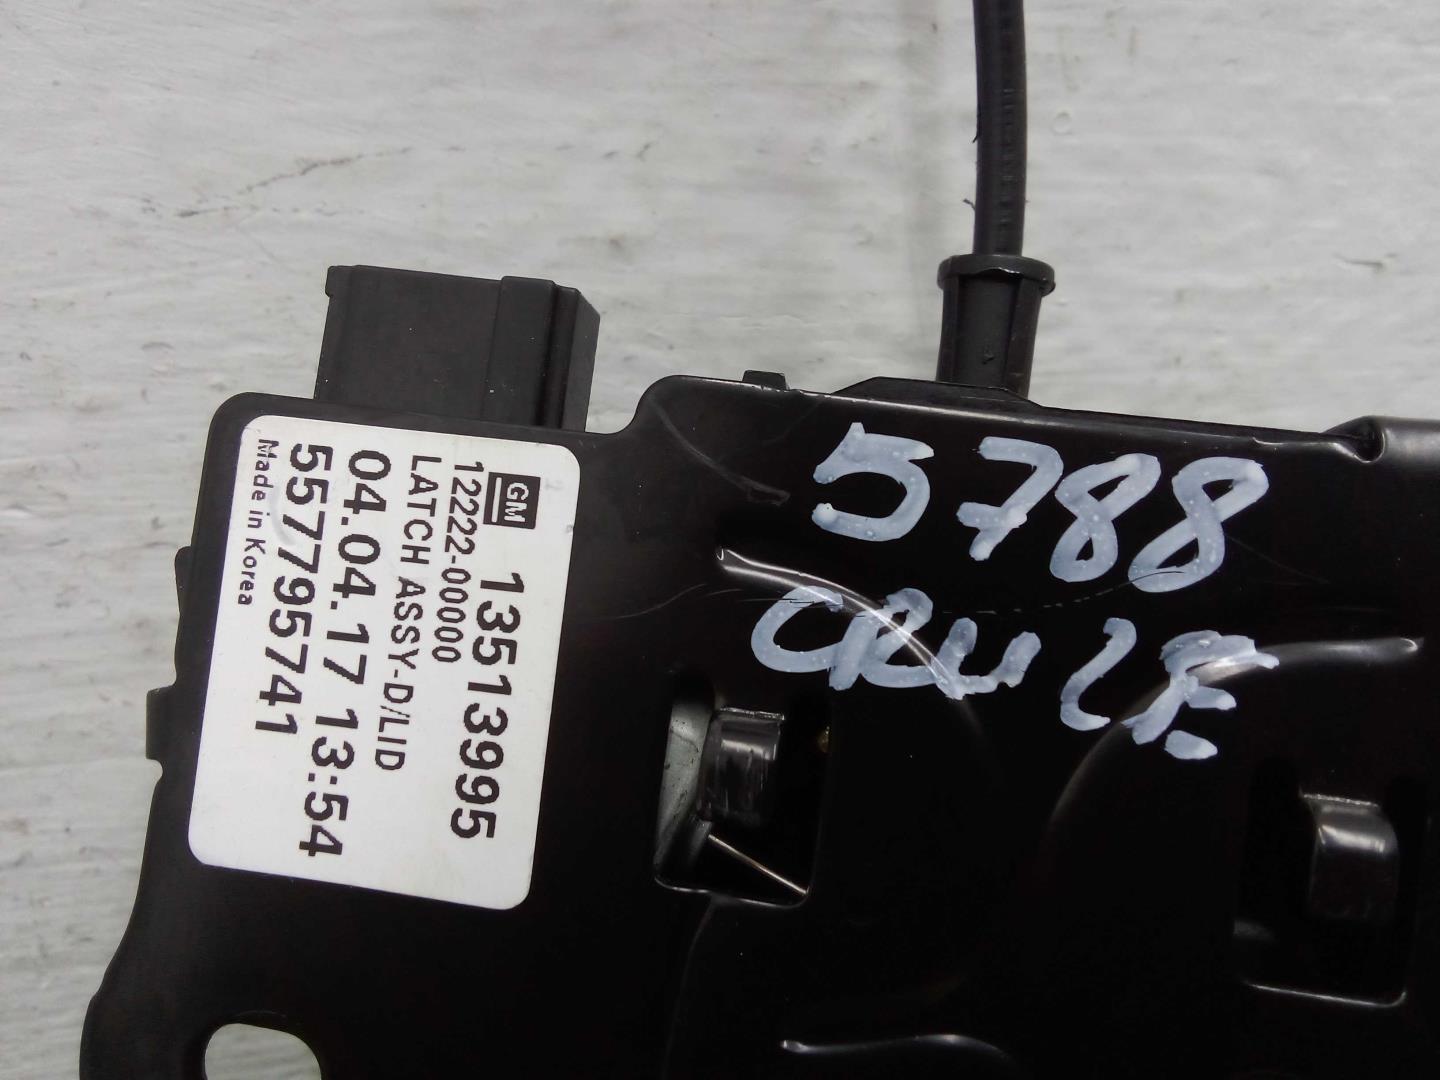 GM 13513995
12222-00000
LATCH ASSY-D/LID
04.04.17 13:54
557795741
Made in Korea
5788
CRUZE